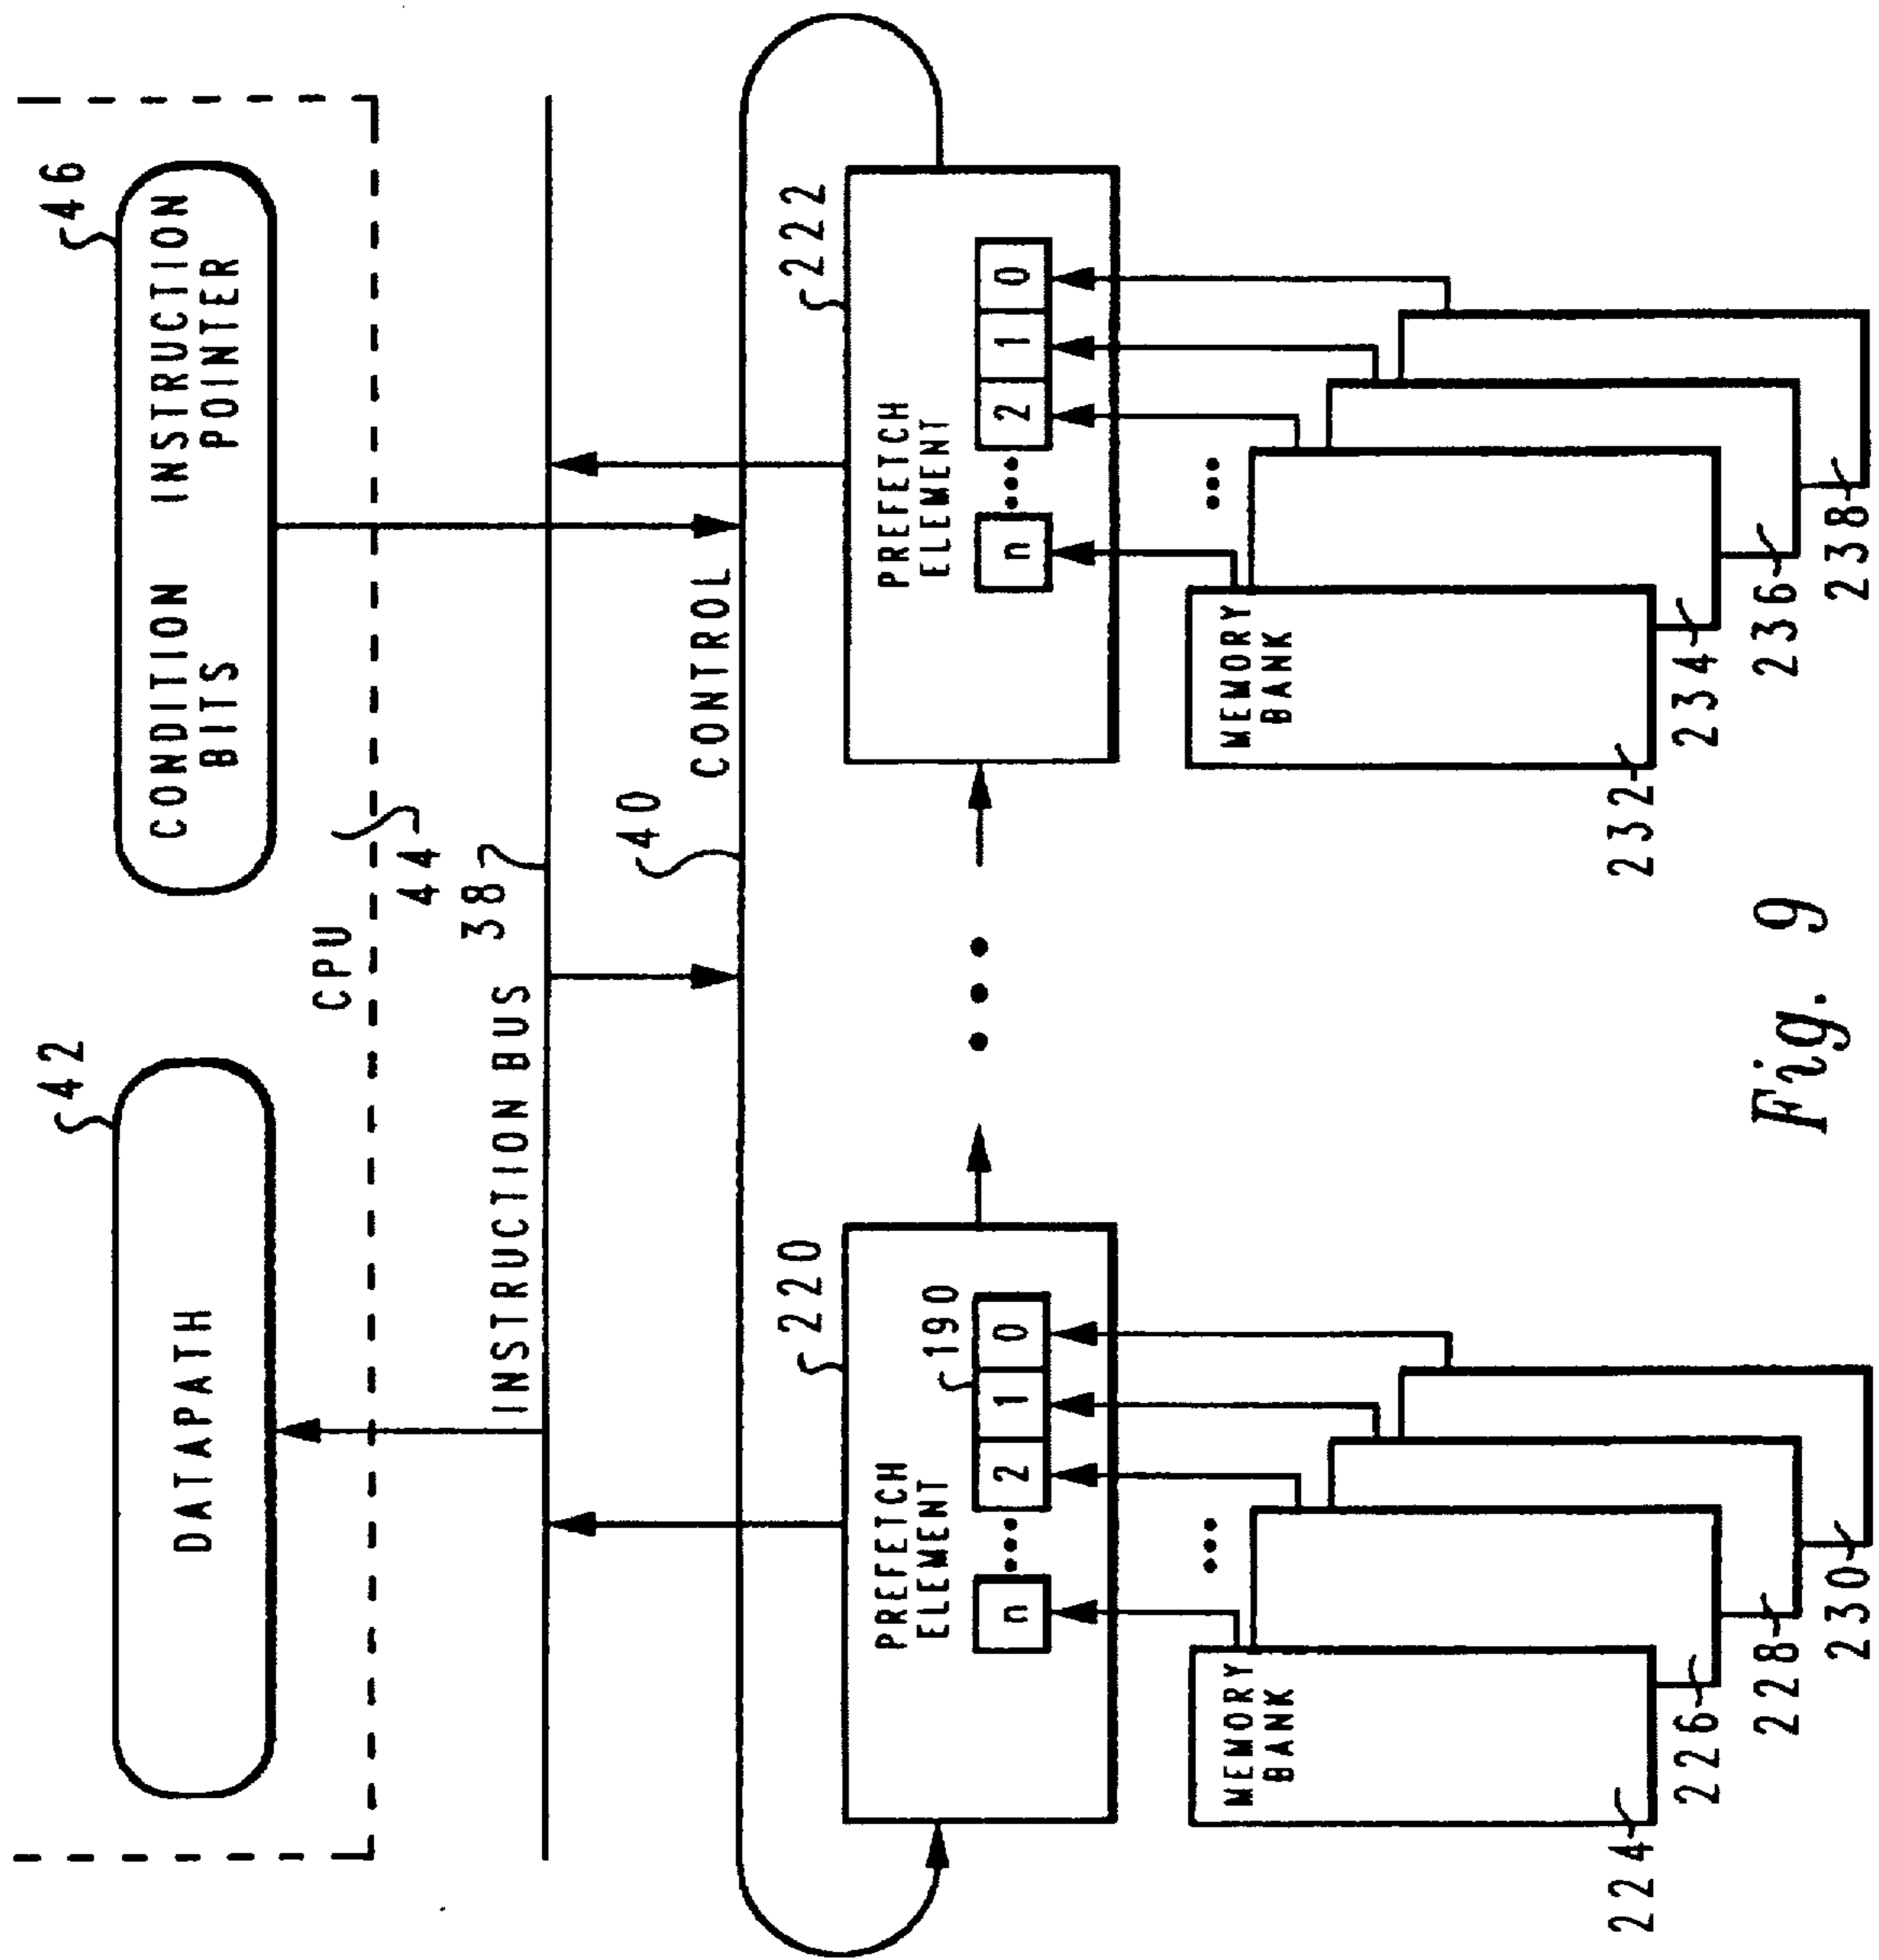 42
46
DATAPATH
CONDITION INSTRUCTION
BITS POINTER
CPU
44
INSTRUCTION BUS 38
40
CONTROL
220
222
PREFETCH
ELEMENT
190
n ... 2 1 0
PREFETCH
ELEMENT
n ... 2 1 0
MEMORY
BANK
...
MEMORY
BANK
...
224
226
228
230
232
234
236
238
Fig. 9